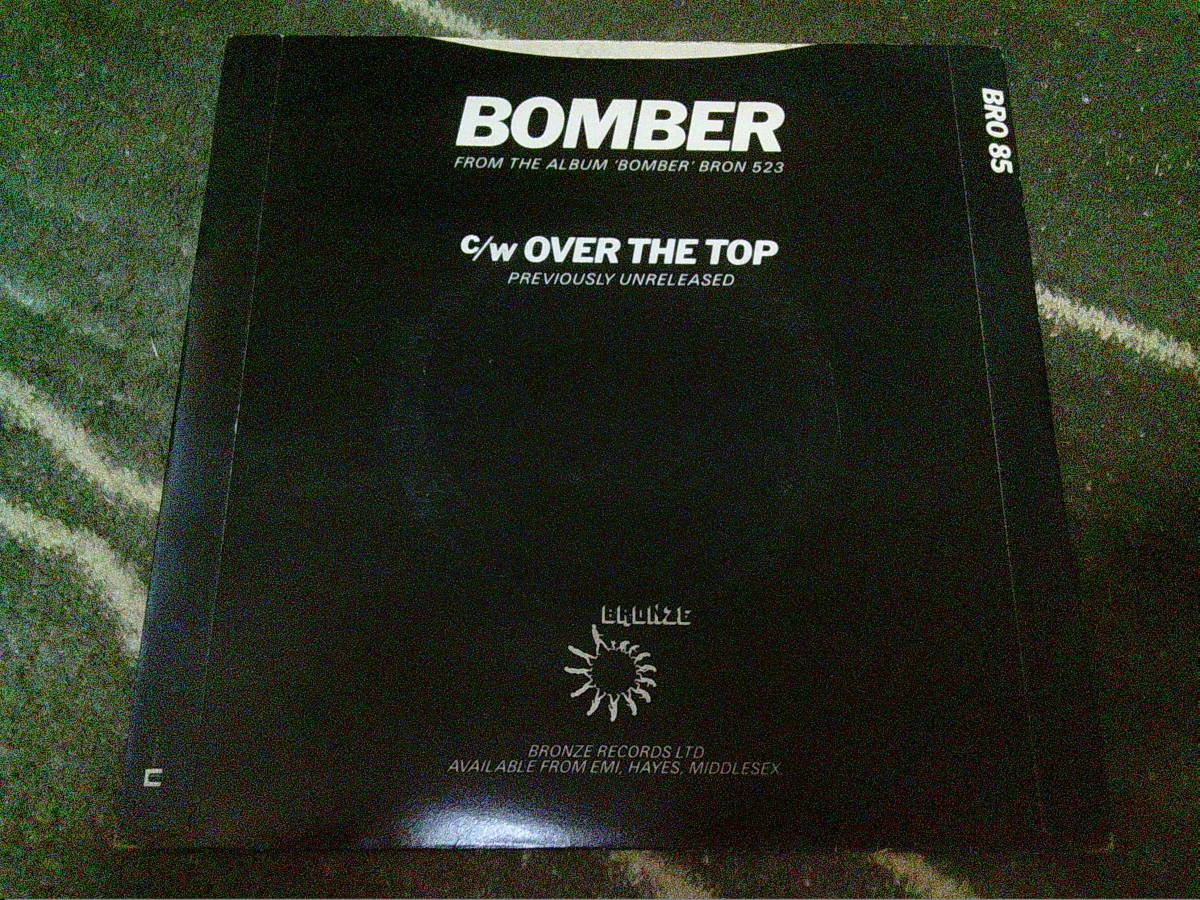 BOMBER
FROM THE ALBUM 'BOMBER' BRON 523
BRO 85
c/w OVER THE TOP
PREVIOUSLY UNRELEASED
BRONZE
BRONZE RECORDS LTD
AVAILABLE FROM EMI, HAYES, MIDDLESEX.